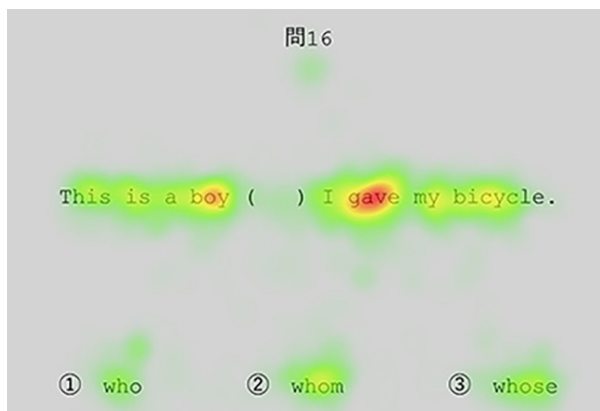 問16
This is a boy (   ) I gave my bicycle.
① who ② whom ③ whose